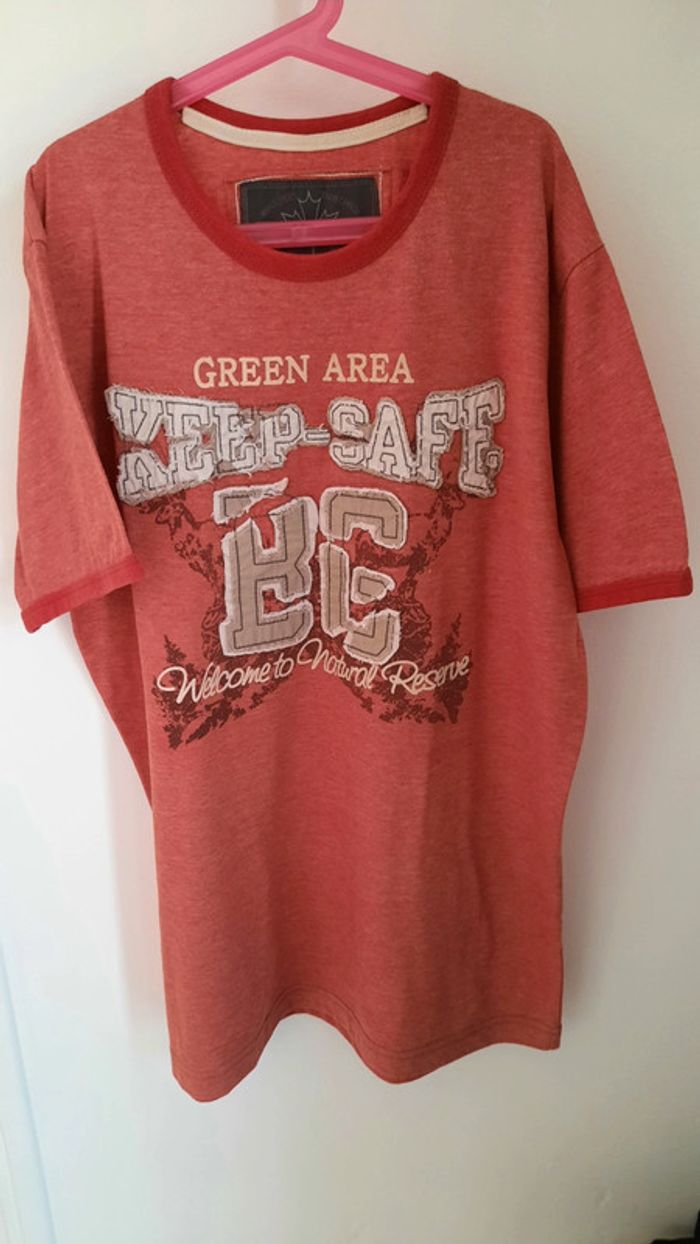 GREEN AREA
KEEP-SAFE
BC
Welcome to Natural Reserve